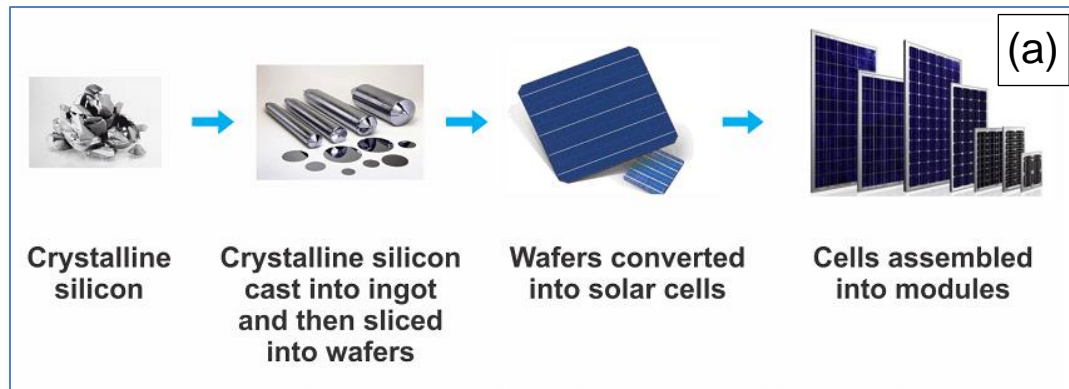 (a)
Crystalline
silicon
Crystalline silicon
cast into ingot
and then sliced
into wafers
Wafers converted
into solar cells
Cells assembled
into modules